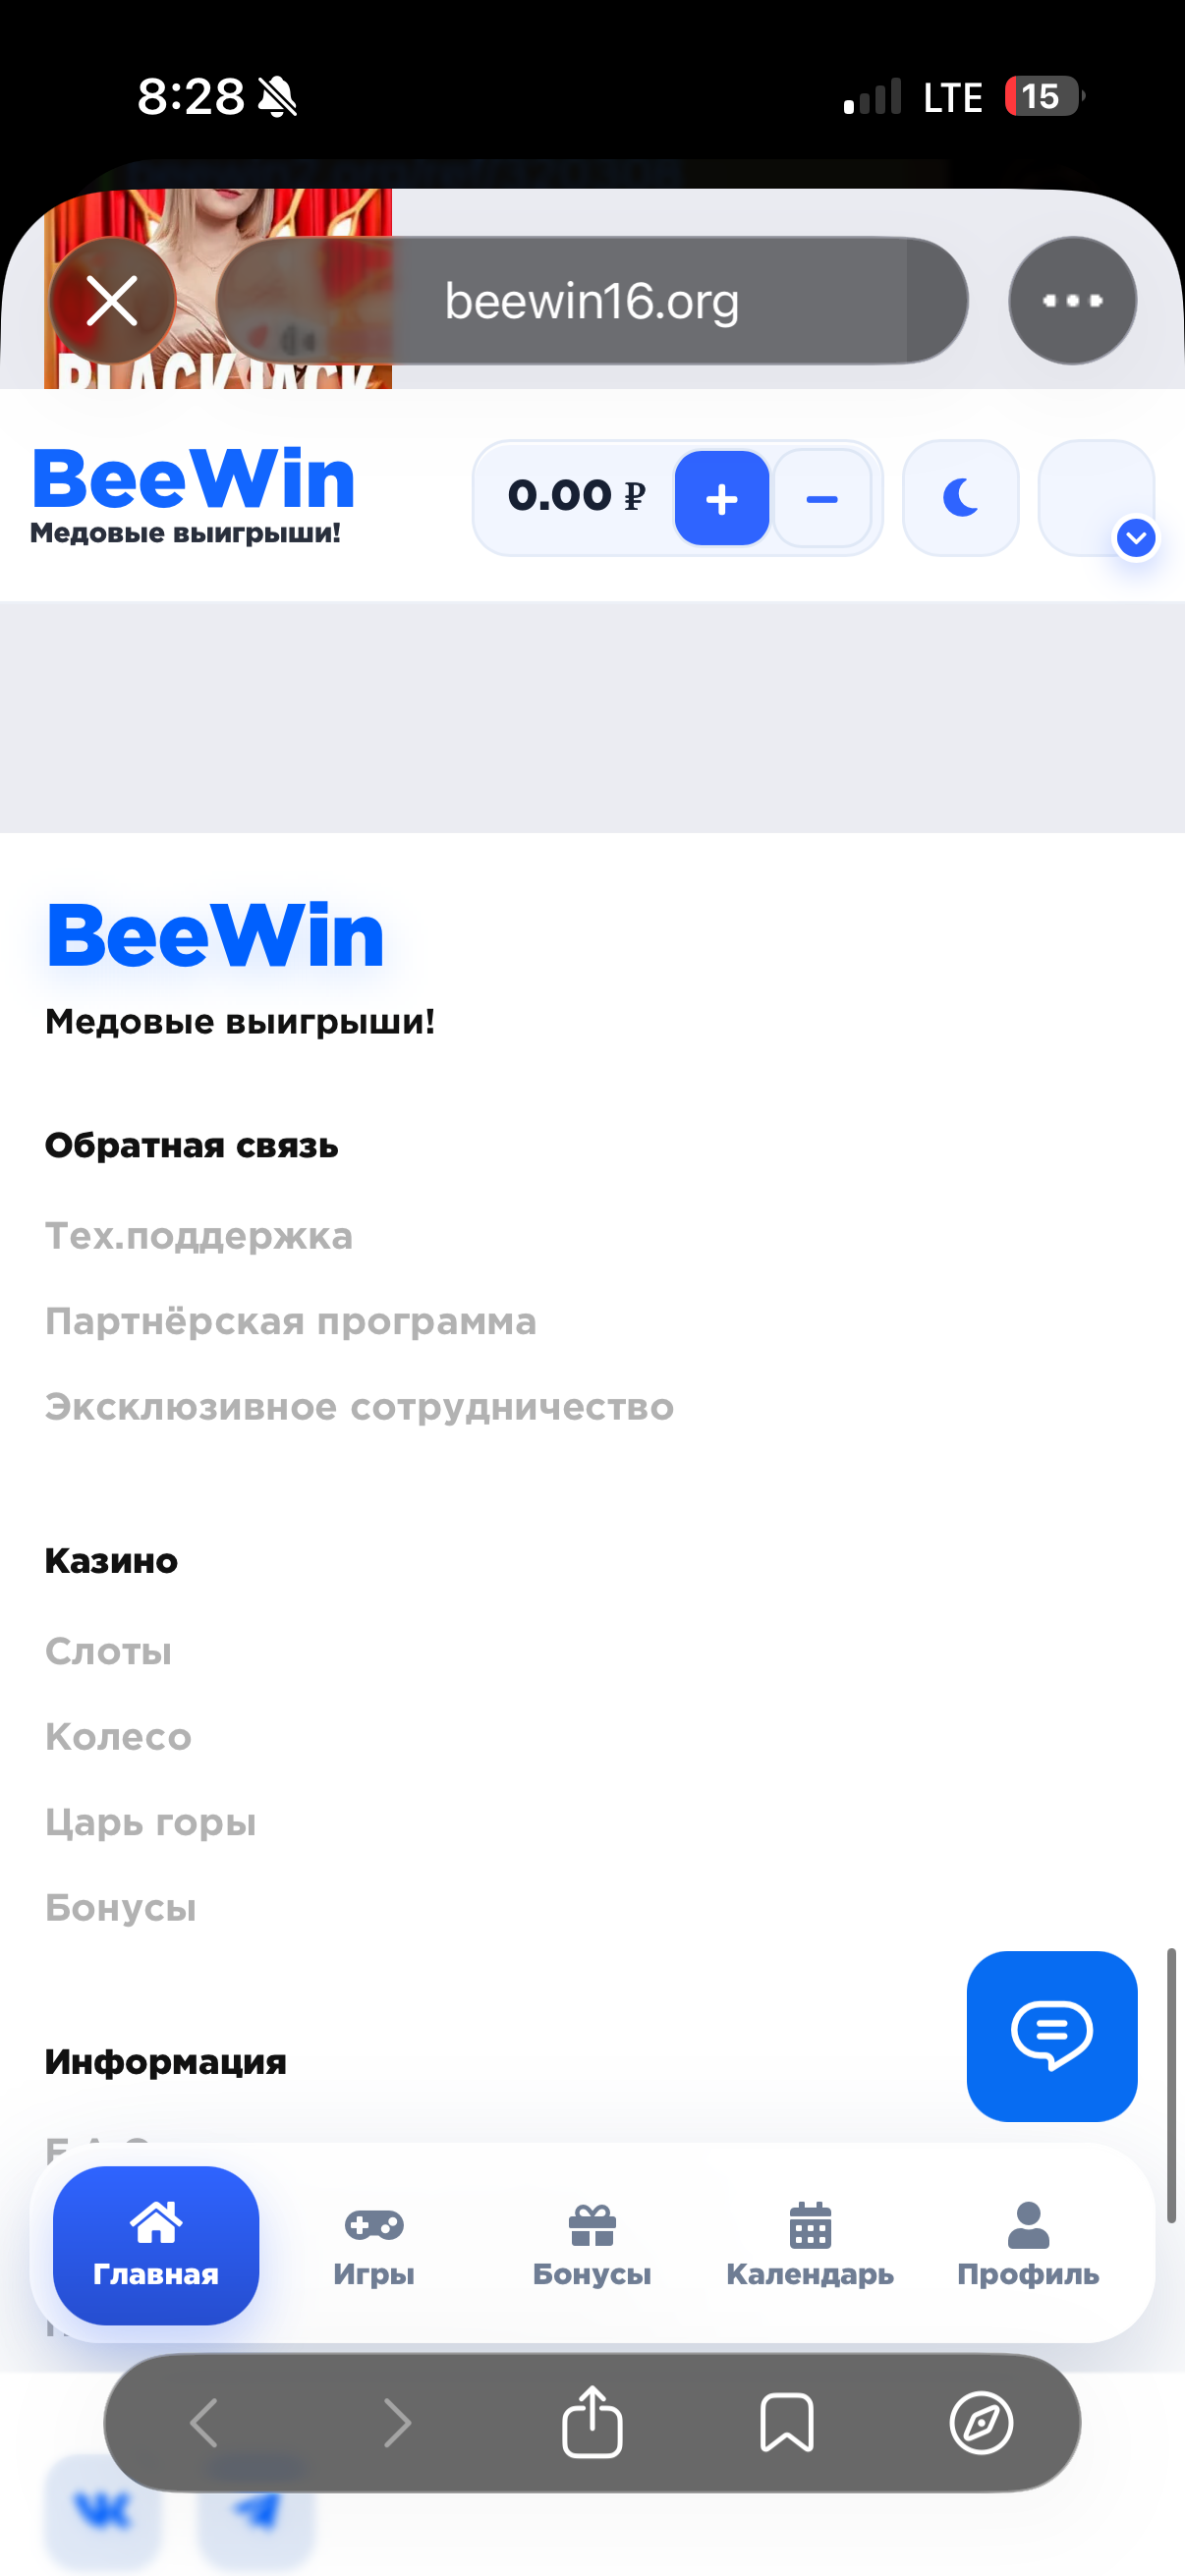 8:28
LTE
15
beewin16.org
BLACKJACK
BeeWin
Медовые выигрыши!
0.00 ₽
BeeWin
Медовые выигрыши!
Обратная связь
Тех.поддержка
Партнёрская программа
Эксклюзивное сотрудничество
Казино
Слоты
Колесо
Царь горы
Бонусы
Информация
Главная
Игры
Бонусы
Календарь
Профиль